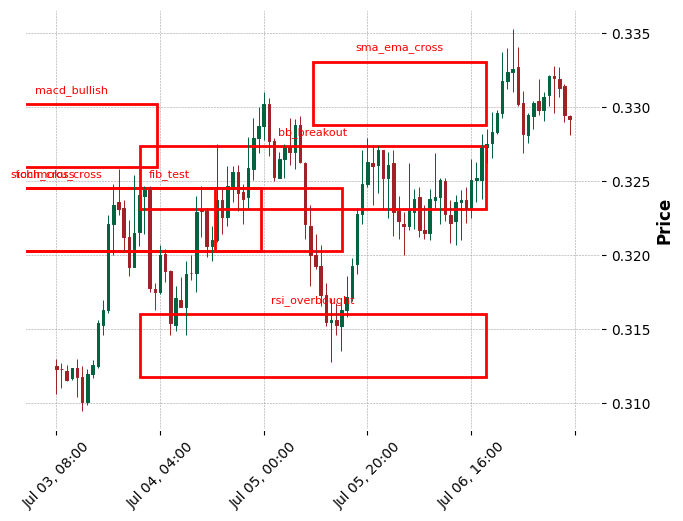 sma_ema_cross
0.335
macd_bullish
0.330
bb_breakout
fib_test
0.325
Price
0.320
rsi_overbought
0.315
0.310
Jul 03, 08:00
Jul 04, 04:00
Jul 05, 00:00
Jul 05, 20:00
Jul 06, 16:00